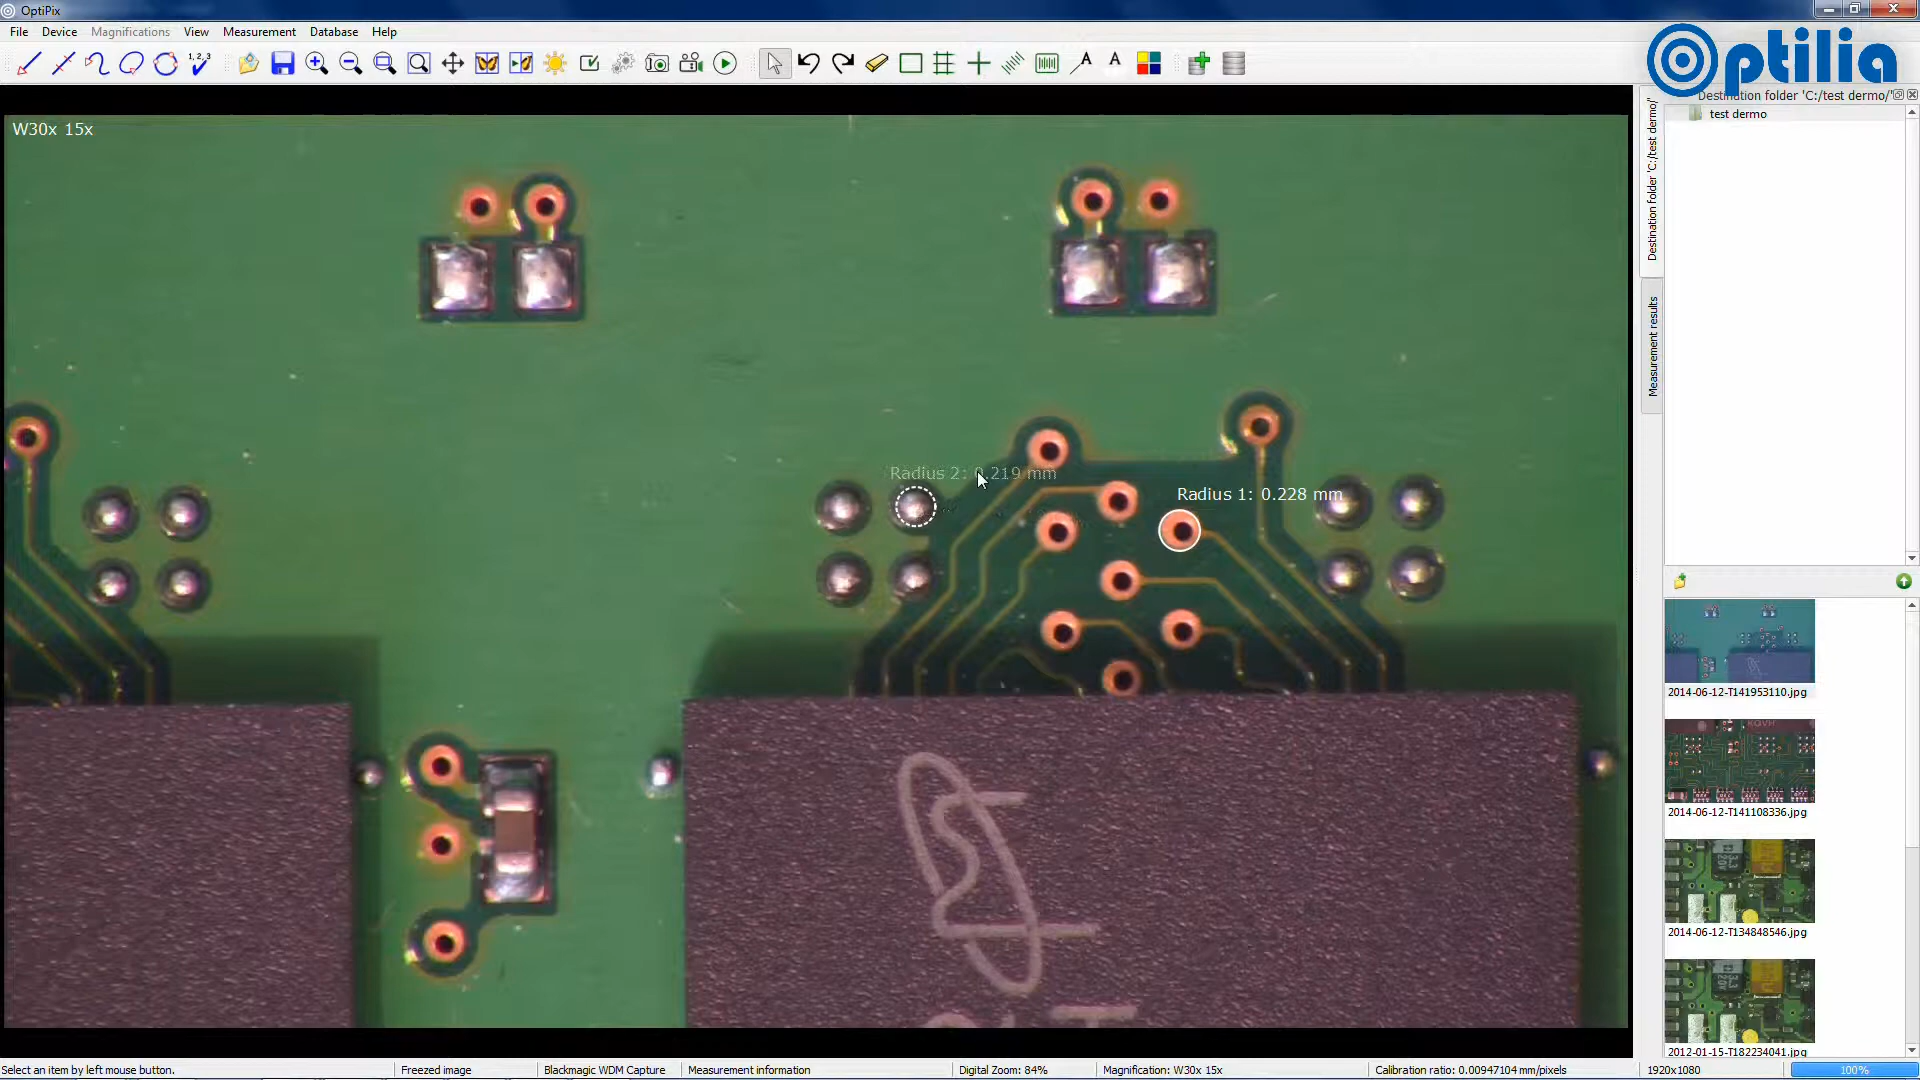 OptiPix
File Device Magnifications View Measurement Database Help
1, 2, 3
A
A
Optilia
Destination folder 'C:/test dermo/'
test dermo
W30x 15x
Destination folder 'C:/test dermo/'
Measurement results
Radius 2: 0.219 mm
Radius 1: 0.228 mm
2014-06-12-T141953110.jpg
2014-06-12-T141108336.jpg
2014-06-12-T134848546.jpg
2012-01-15-T182234041.jpg
Select an item by left mouse button. Freezed image Blackmagic WDM Capture Measurement information Digital Zoom: 84% Magnification: W30x 15x Calibration ratio: 0.00947104 mm/pixels 1920x1080 100%